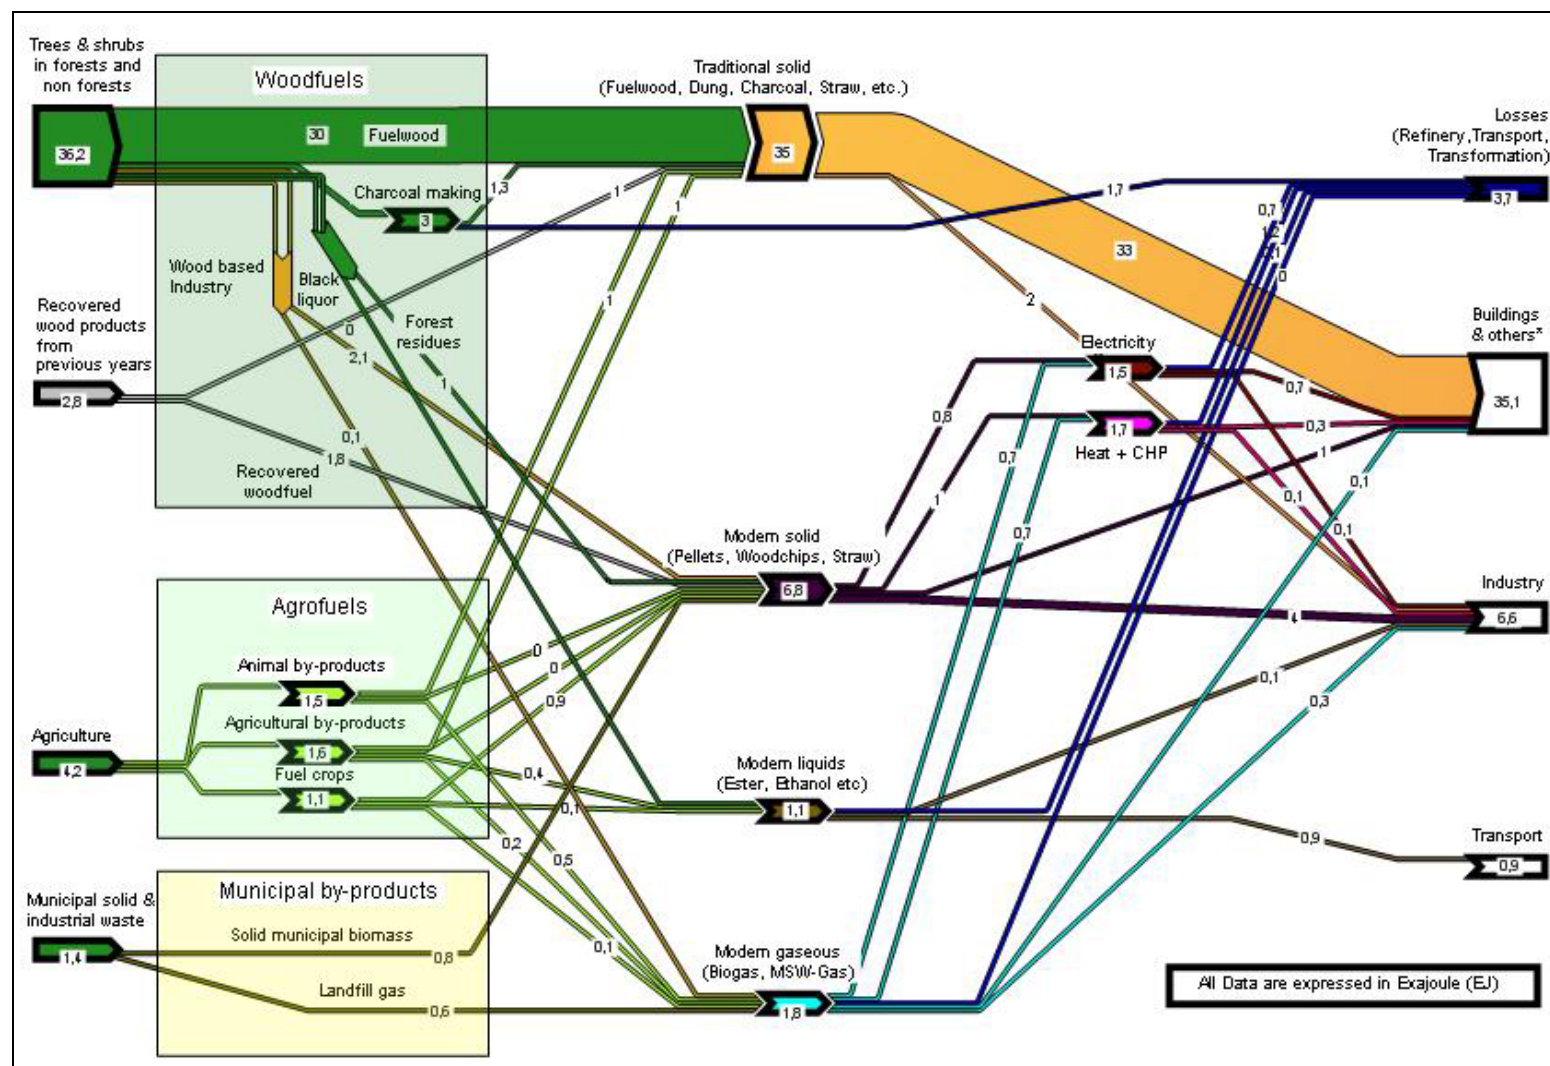 Trees & shrubs
in forests and
non forests
36,2
Woodfuels
30
Fuelwood
Charcoal making
3
1,3
1
1
Traditional solid
(Fuelwood, Dung, Charcoal, Straw, etc.)
35
1,7
Losses
(Refinery,Transport,
Transformation)
3,7
0,7
0
33
2
Wood based
Industry
Black
liquor
0
2,1
Forest
residues
1
1
Recovered
wood products
from
previous years
2,8
0,1
1,8
Recovered
woodfuel
Electricity
1,5
0,7
Buildings
& others*
35,1
0,8
1,7
Heat + CHP
0,3
1
0,7
0,1
0,1
1
0,7
0,1
Modern solid
(Pellets, Woodchips, Straw)
6,8
4
Industry
6,6
Agrofuels
Animal by-products
1,5
0
0
0,9
0,1
0,3
Agricultural by-products
1,6
Agriculture
4,2
Fuel crops
1,1
0,4
0,1
0,2
0,5
Modern liquids
(Ester, Ethanol etc)
1,1
0,9
Transport
0,9
Municipal by-products
Municipal solid &
industrial waste
1,4
Solid municipal biomass
0,8
0,1
Landfill gas
0,6
Modern gaseous
(Biogas, MSW-Gas)
1,8
All Data are expressed in Exajoule (EJ)